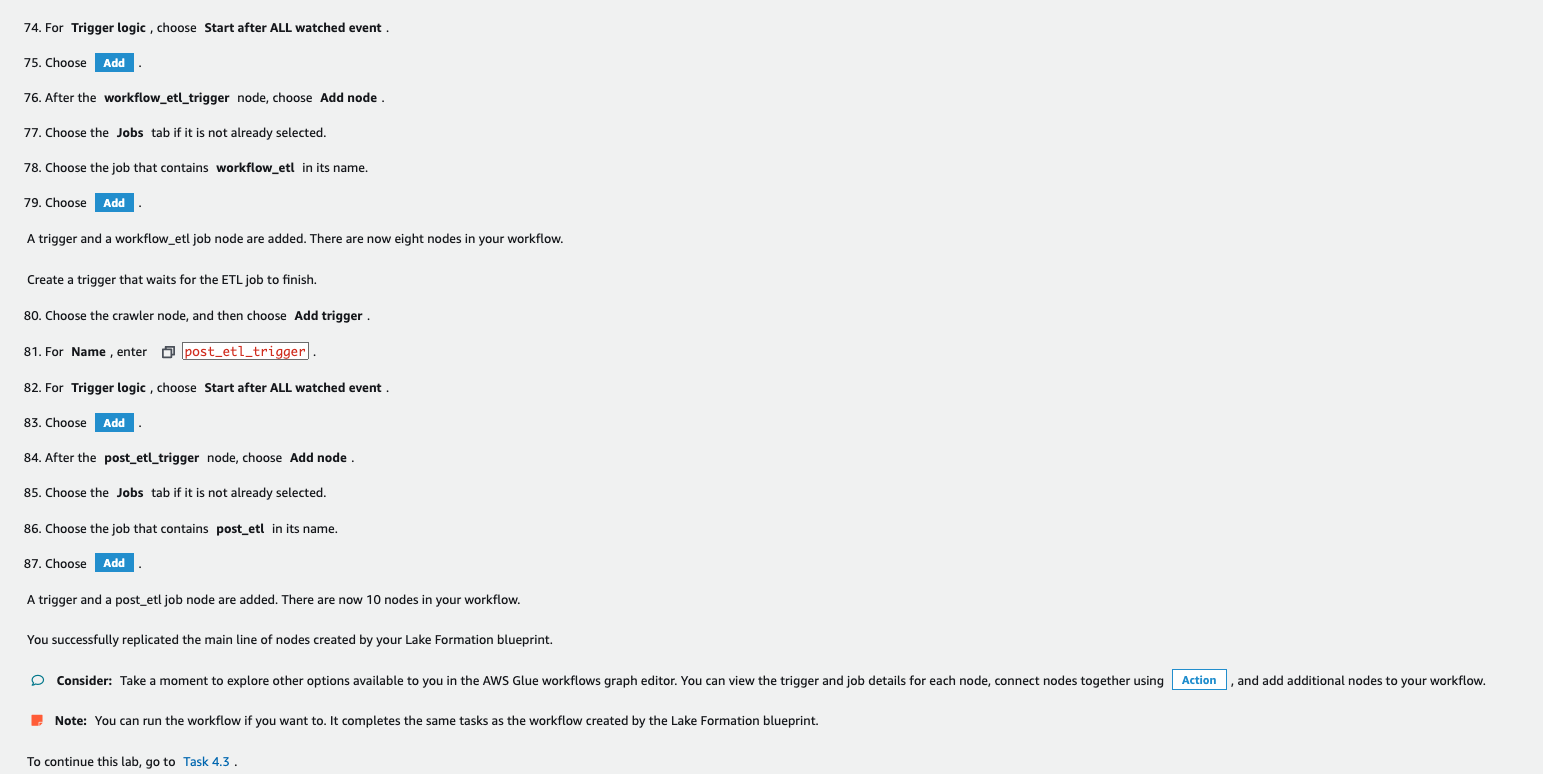 74. For Trigger logic , choose Start after ALL watched event .
75. Choose Add .
76. After the workflow_etl_trigger node, choose Add node .
77. Choose the Jobs tab if it is not already selected.
78. Choose the job that contains workflow_etl in its name.
79. Choose Add .
A trigger and a workflow_etl job node are added. There are now eight nodes in your workflow.
Create a trigger that waits for the ETL job to finish.
80. Choose the crawler node, and then choose Add trigger .
81. For Name , enter post_etl_trigger .
82. For Trigger logic , choose Start after ALL watched event .
83. Choose Add .
84. After the post_etl_trigger node, choose Add node .
85. Choose the Jobs tab if it is not already selected.
86. Choose the job that contains post_etl in its name.
87. Choose Add .
A trigger and a post_etl job node are added. There are now 10 nodes in your workflow.
You successfully replicated the main line of nodes created by your Lake Formation blueprint.
Consider: Take a moment to explore other options available to you in the AWS Glue workflows graph editor. You can view the trigger and job details for each node, connect nodes together using Action , and add additional nodes to your workflow.
Note: You can run the workflow if you want to. It completes the same tasks as the workflow created by the Lake Formation blueprint.
To continue this lab, go to Task 4.3 .